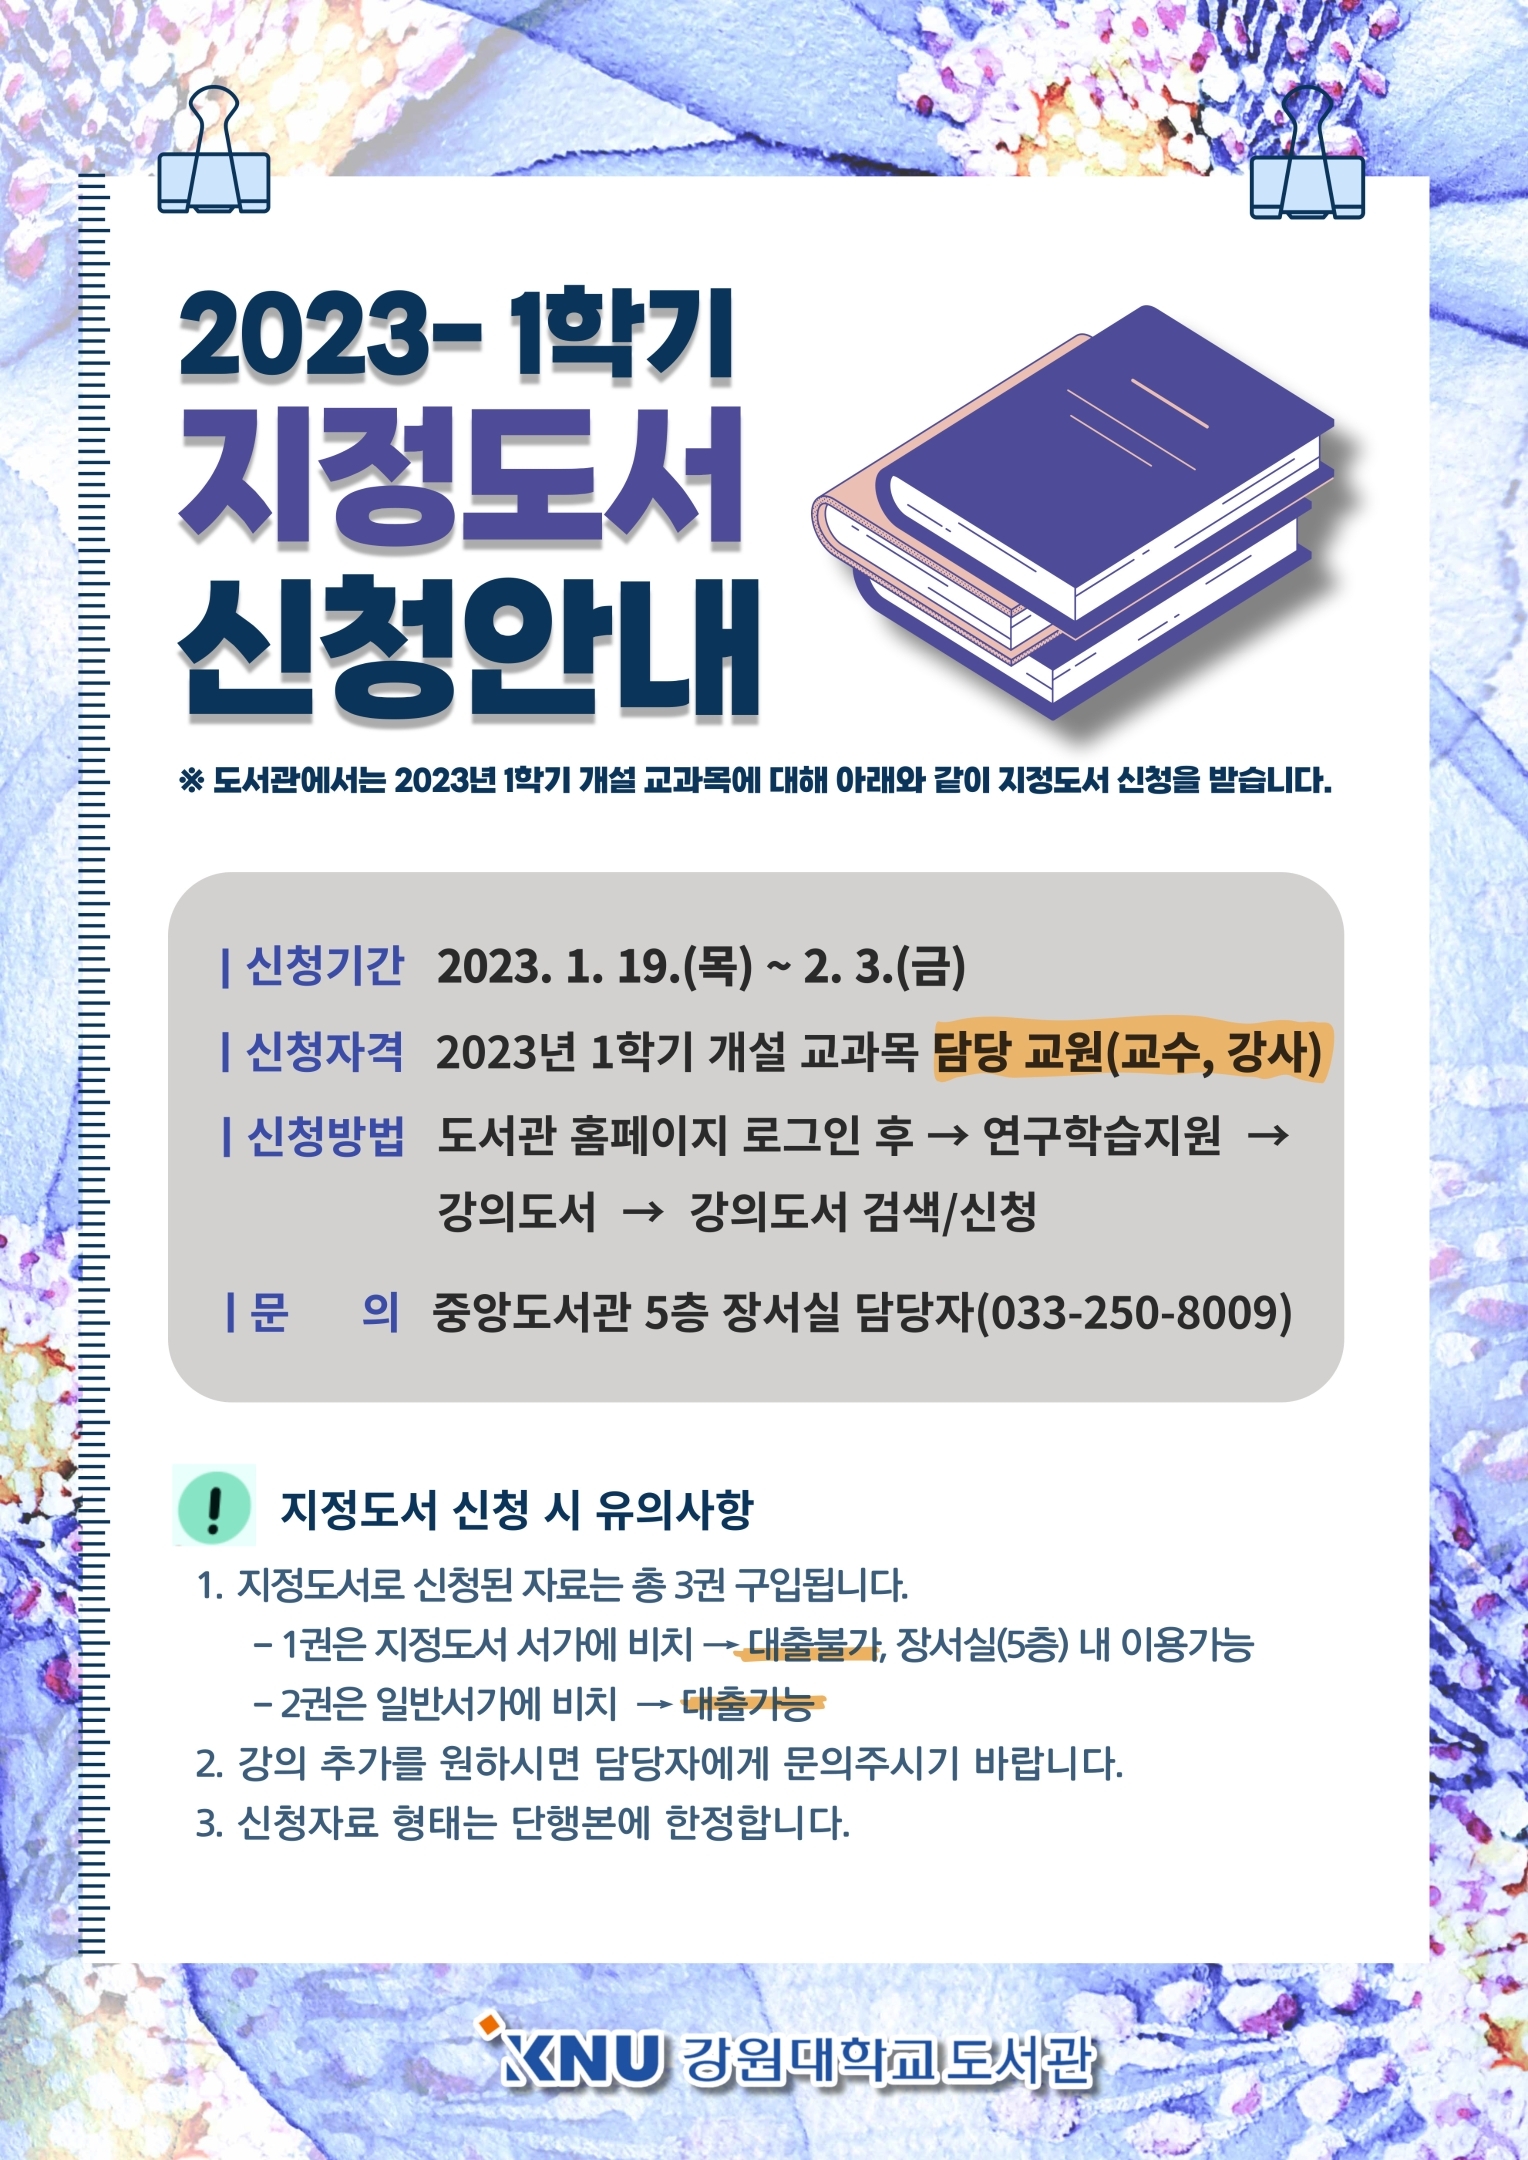 2023- 1학기
지정도서
신청안내
※ 도서관에서는 2023년 1학기 개설 교과목에 대해 아래와 같이 지정도서 신청을 받습니다.
| 신청기간 2023. 1. 19.(목) ~ 2. 3.(금)
| 신청자격 2023년 1학기 개설 교과목 담당 교원(교수, 강사)
| 신청방법 도서관 홈페이지 로그인 후 → 연구학습지원 →
강의도서 → 강의도서 검색/신청
| 문 의 중앙도서관 5층 장서실 담당자(033-250-8009)
! 지정도서 신청 시 유의사항
1. 지정도서로 신청된 자료는 총 3권 구입됩니다.
- 1권은 지정도서 서가에 비치 → 대출불가, 장서실(5층) 내 이용가능
- 2권은 일반서가에 비치 → 대출가능
2. 강의 추가를 원하시면 담당자에게 문의주시기 바랍니다.
3. 신청자료 형태는 단행본에 한정합니다.
KNU 강원대학교 도서관